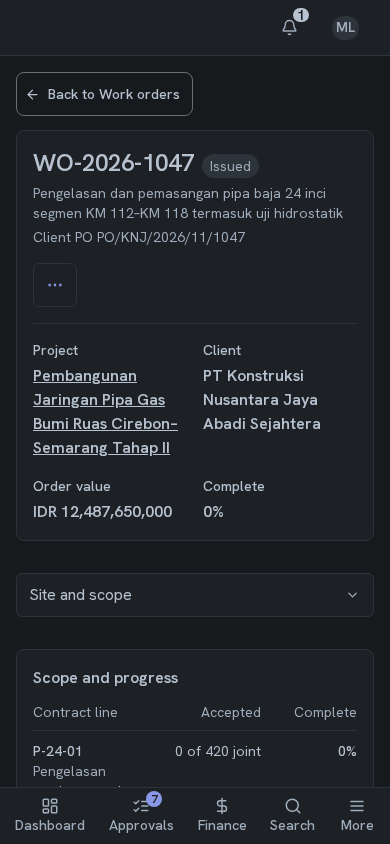 1
ML
Back to Work orders
WO-2026-1047 Issued
Pengelasan dan pemasangan pipa baja 24 inci
segmen KM 112–KM 118 termasuk uji hidrostatik
Client PO PO/KNJ/2026/11/1047
Project
Pembangunan
Jaringan Pipa Gas
Bumi Ruas Cirebon–
Semarang Tahap II
Client
PT Konstruksi
Nusantara Jaya
Abadi Sejahtera
Order value
IDR 12,487,650,000
Complete
0%
Site and scope
Scope and progress
Contract line Accepted Complete
P-24-01 0 of 420 joint 0%
Pengelasan
7
Dashboard Approvals Finance Search More